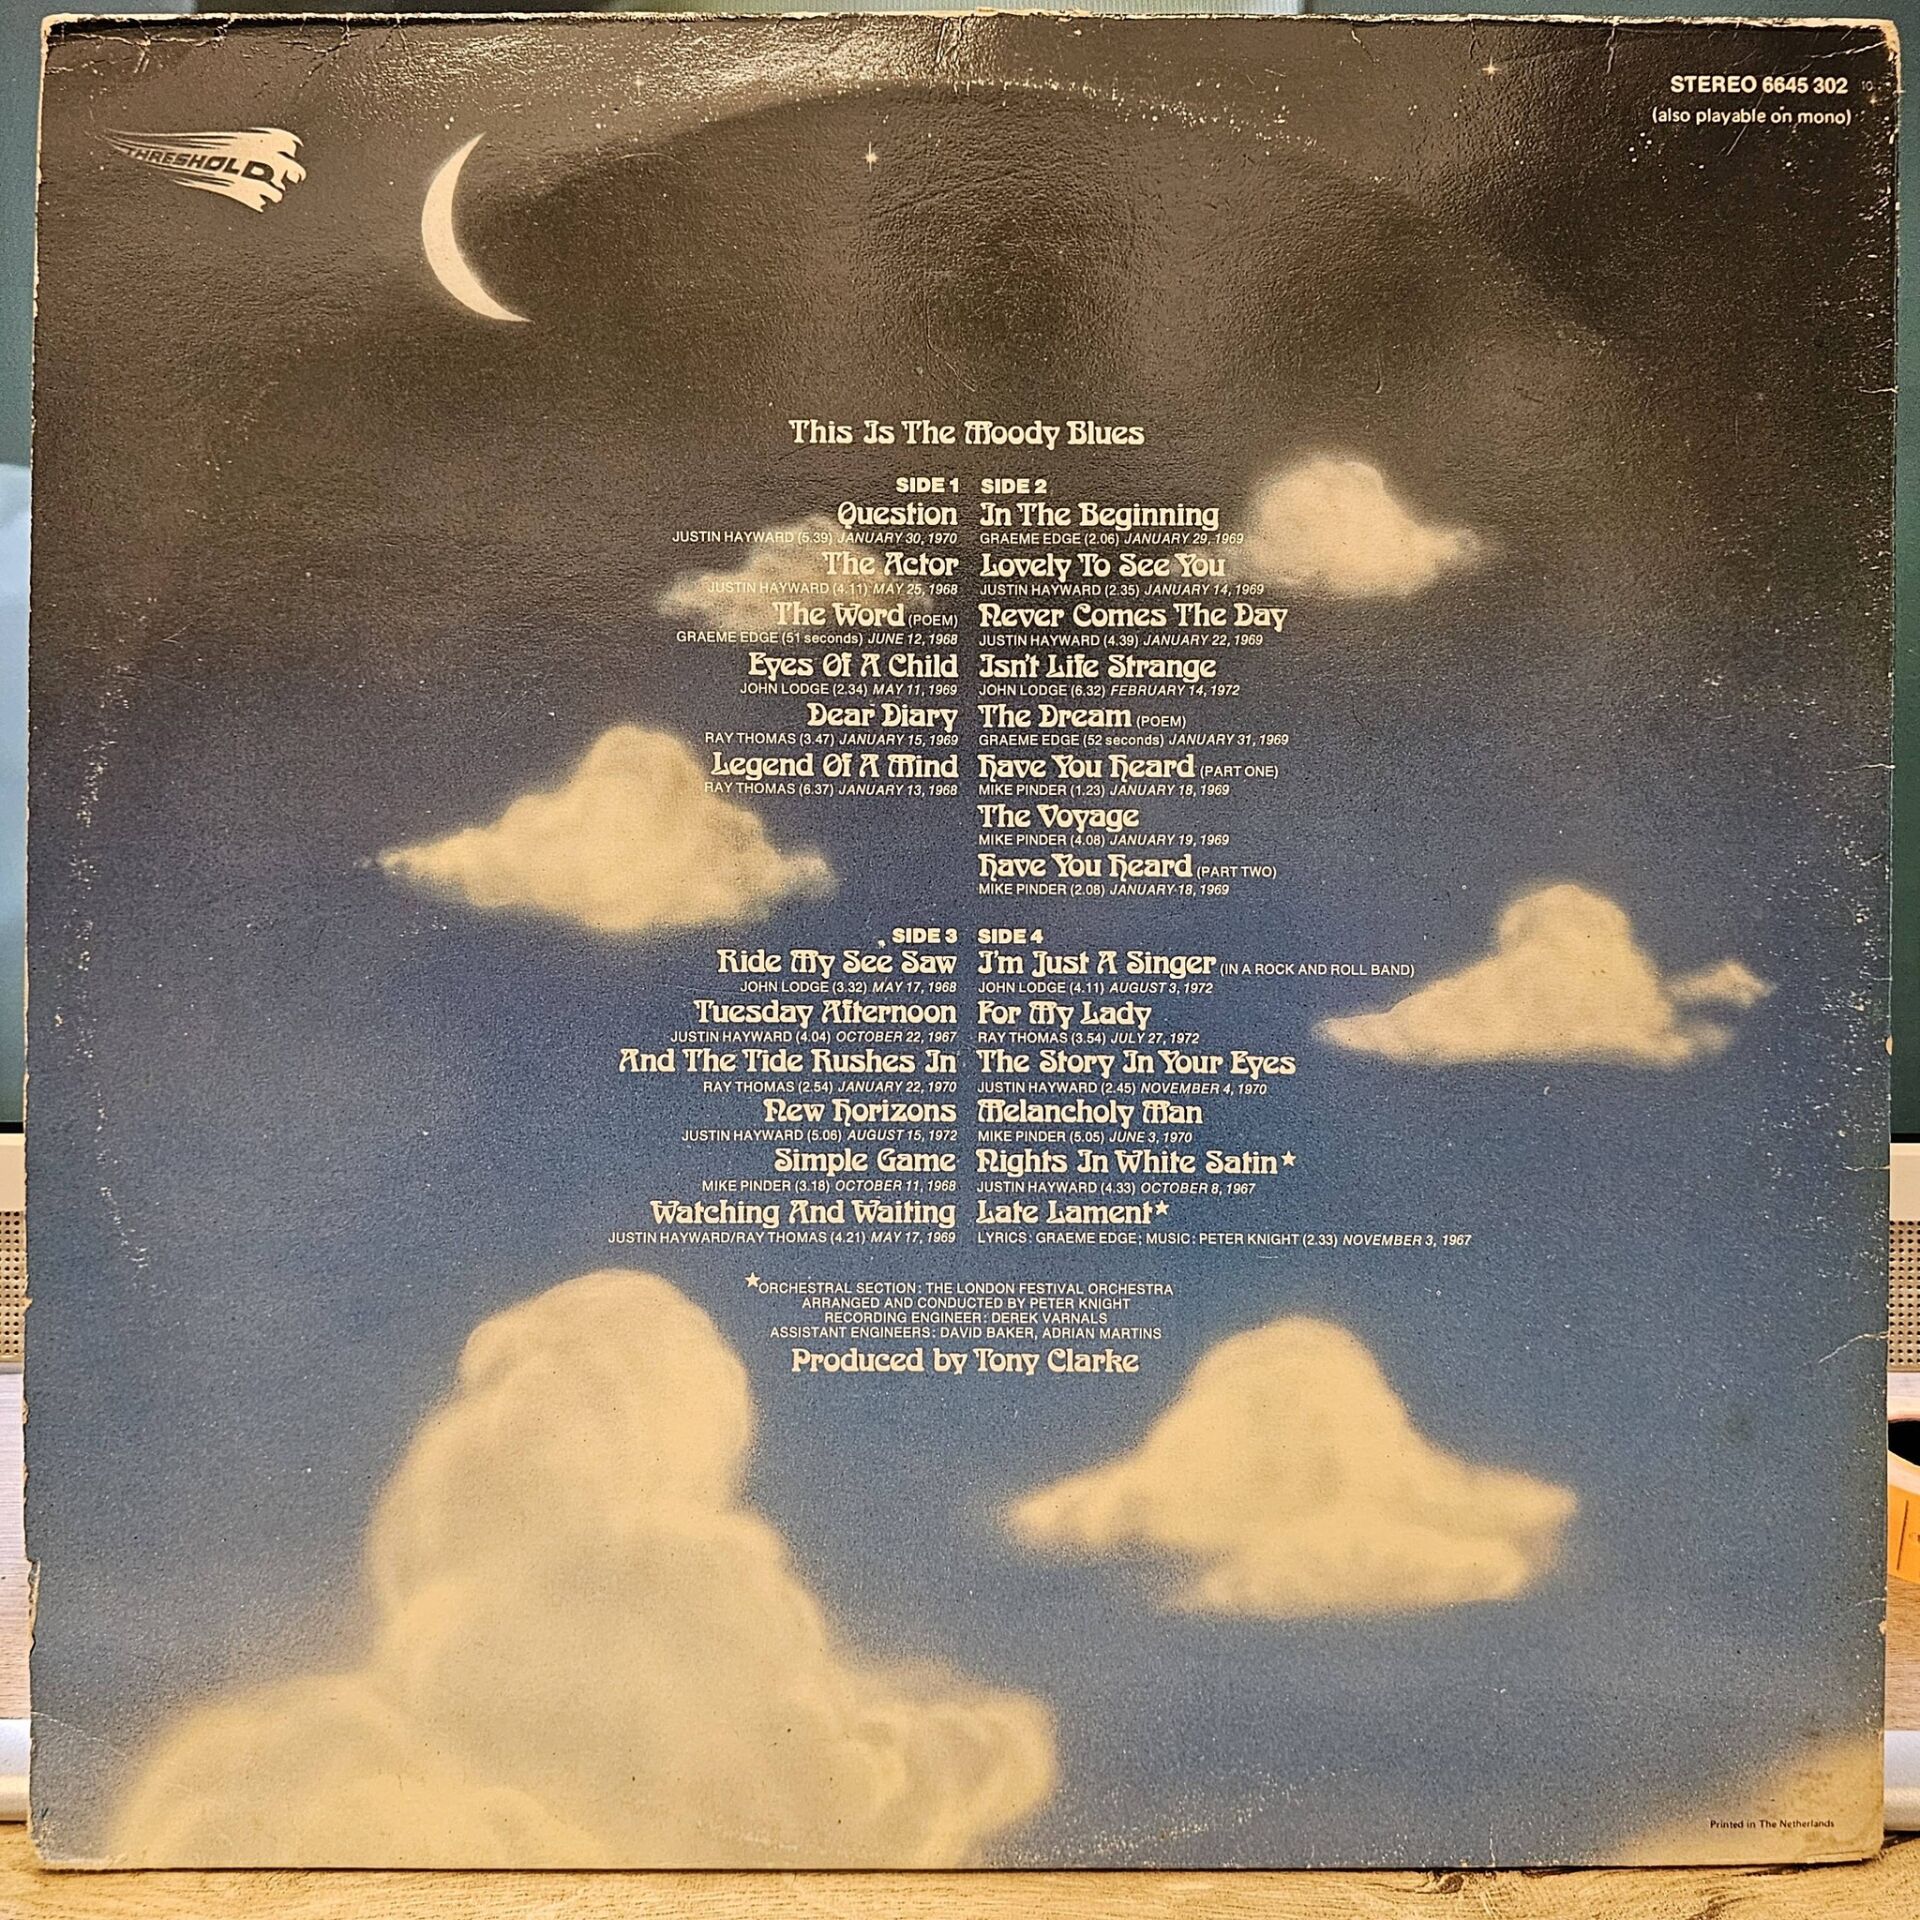 THRESHOLD
STEREO 6645 302 10
(also playable on mono)
This Is The Moody Blues
SIDE 1
Question
JUSTIN HAYWARD (5.39) JANUARY 30, 1970
The Actor
JUSTIN HAYWARD (4.11) MAY 25, 1968
The Word (POEM)
GRAEME EDGE (51 seconds) JUNE 12, 1968
Eyes Of A Child
JOHN LODGE (2.34) MAY 11, 1969
Dear Diary
RAY THOMAS (3.47) JANUARY 15, 1969
Legend Of A Mind
RAY THOMAS (6.37) JANUARY 13, 1968
SIDE 2
In The Beginning
GRAEME EDGE (2.06) JANUARY 29, 1969
Lovely To See You
JUSTIN HAYWARD (2.35) JANUARY 14, 1969
Never Comes The Day
JUSTIN HAYWARD (4.39) JANUARY 22, 1969
Isn't Life Strange
JOHN LODGE (6.32) FEBRUARY 14, 1972
The Dream (POEM)
GRAEME EDGE (52 seconds) JANUARY 31, 1969
Have You Heard (PART ONE)
MIKE PINDER (1.23) JANUARY 18, 1969
The Voyage
MIKE PINDER (4.08) JANUARY 19, 1969
Have You Heard (PART TWO)
MIKE PINDER (2.08) JANUARY 18, 1969
SIDE 3
Ride My See Saw
JOHN LODGE (3.32) MAY 17, 1968
Tuesday Afternoon
JUSTIN HAYWARD (4.04) OCTOBER 22, 1967
And The Tide Rushes In
RAY THOMAS (2.54) JANUARY 22, 1970
New Horizons
JUSTIN HAYWARD (5.06) AUGUST 15, 1972
Simple Game
MIKE PINDER (3.18) OCTOBER 11, 1968
Watching And Waiting
JUSTIN HAYWARD/RAY THOMAS (4.21) MAY 17, 1969
SIDE 4
I'm Just A Singer (IN A ROCK AND ROLL BAND)
JOHN LODGE (4.11) AUGUST 3, 1972
For My Lady
RAY THOMAS (3.54) JULY 27, 1972
The Story In Your Eyes
JUSTIN HAYWARD (2.45) NOVEMBER 4, 1970
Melancholy Man
MIKE PINDER (5.05) JUNE 3, 1970
Nights In White Satin★
JUSTIN HAYWARD (4.33) OCTOBER 8, 1967
Late Lament★
LYRICS: GRAEME EDGE; MUSIC: PETER KNIGHT (2.33) NOVEMBER 3, 1967
★ORCHESTRAL SECTION: THE LONDON FESTIVAL ORCHESTRA
ARRANGED AND CONDUCTED BY PETER KNIGHT
RECORDING ENGINEER: DEREK VARNALS
ASSISTANT ENGINEERS: DAVID BAKER, ADRIAN MARTINS
Produced by Tony Clarke
Printed in The Netherlands